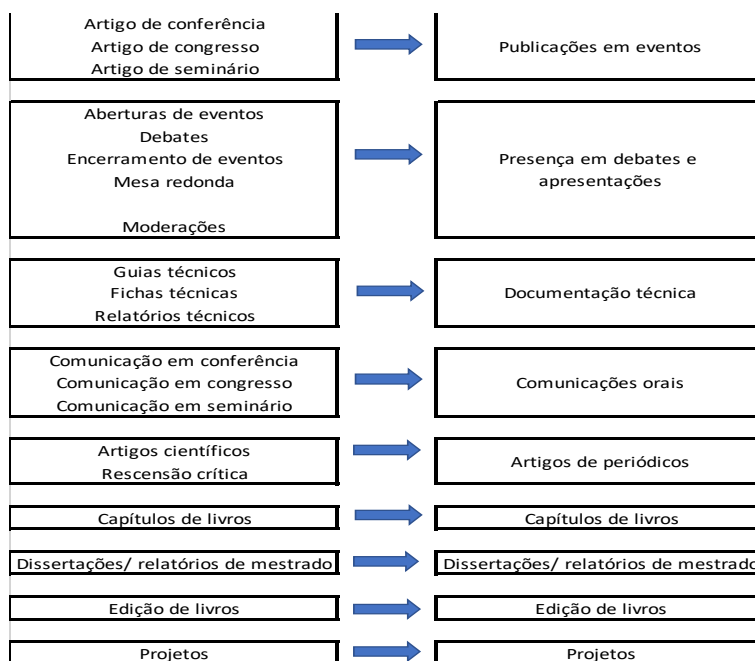 Artigo de conferência
Artigo de congresso
Artigo de seminário
Publicações em eventos
Aberturas de eventos
Debates
Encerramento de eventos
Mesa redonda
Moderações
Presença em debates e
apresentações
Guias técnicos
Fichas técnicas
Relatórios técnicos
Documentação técnica
Comunicação em conferência
Comunicação em congresso
Comunicação em seminário
Comunicações orais
Artigos científicos
Rescensão crítica
Artigos de periódicos
Capítulos de livros
Capítulos de livros
Dissertações/ relatórios de mestrado
Dissertações/ relatórios de mestrado
Edição de livros
Edição de livros
Projetos
Projetos